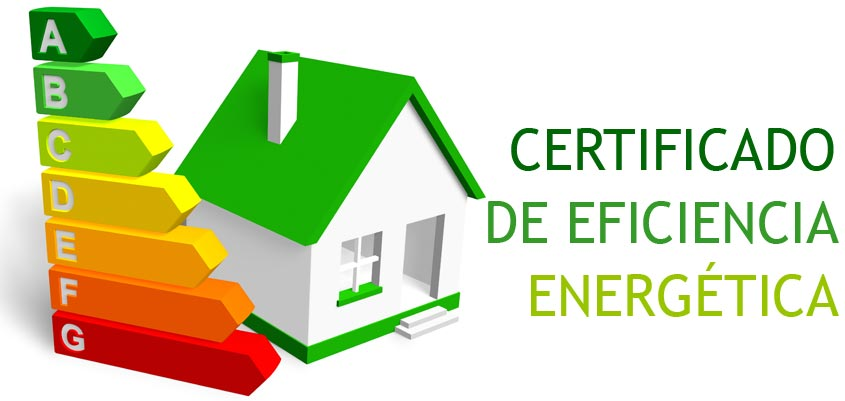 A
B
C
D
E
F
G
CERTIFICADO
DE EFICIENCIA
ENERGÉTICA